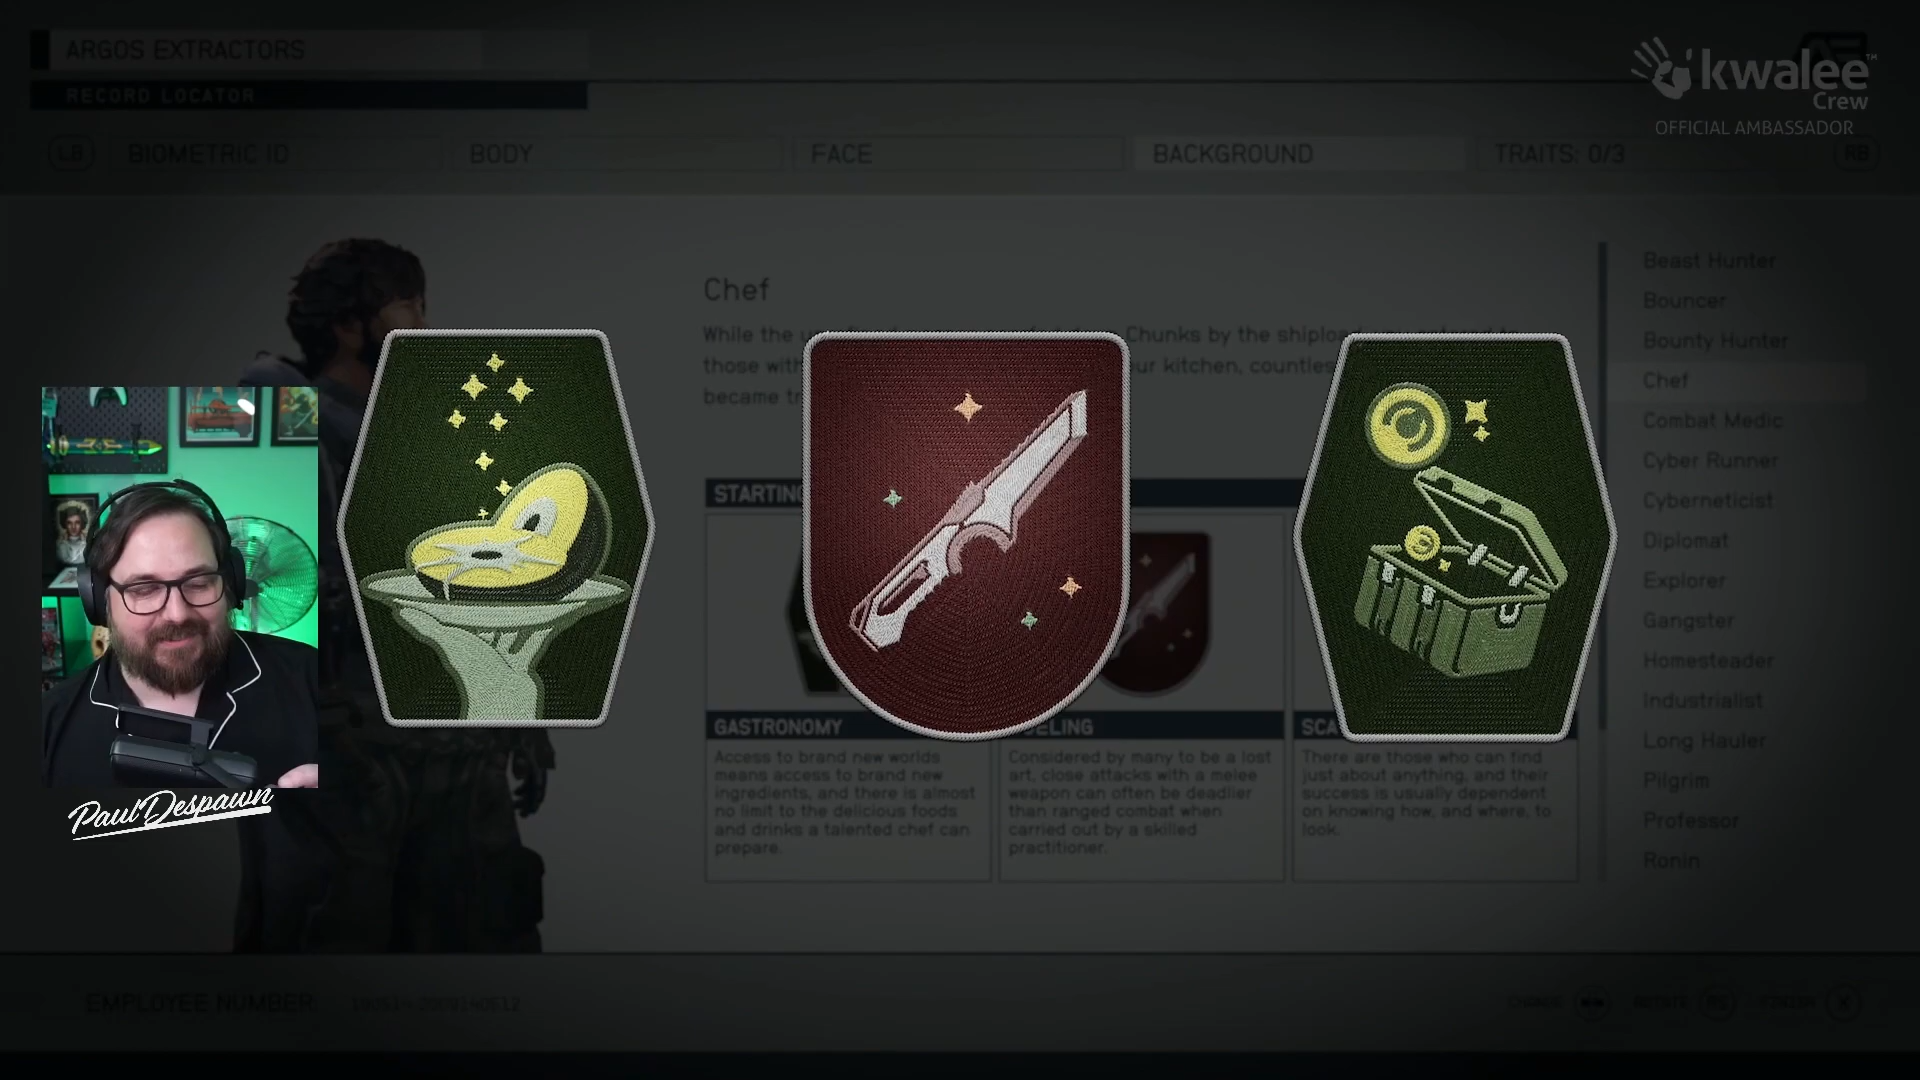 ARGOS EXTRACTORS
RECORD LOCATOR
kwalee™
Crew
OFFICIAL AMBASSADOR
LB
BIOMETRIC ID
BODY
FACE
BACKGROUND
TRAITS: 0/3
RB
Chef
While the Chunks by the shipload
those with ur kitchen, countles
became tr
STARTING
GASTRONOMY
Access to brand new worlds
means access to brand new
ingredients, and there is almost
no limit to the delicious foods
and drinks a talented chef can
prepare.
ELING
Considered by many to be a lost
art, close attacks with a melee
weapon can often be deadlier
than ranged combat when
carried out by a skilled
practitioner.
SCA
There are those who can find
just about anything, and their
success is usually dependent
on knowing how, and where, to
look.
Beast Hunter
Bouncer
Bounty Hunter
Chef
Combat Medic
Cyber Runner
Cyberneticist
Diplomat
Explorer
Gangster
Homesteader
Industrialist
Long Hauler
Pilgrim
Professor
Ronin
Paul Despawn
EMPLOYEE NUMBER